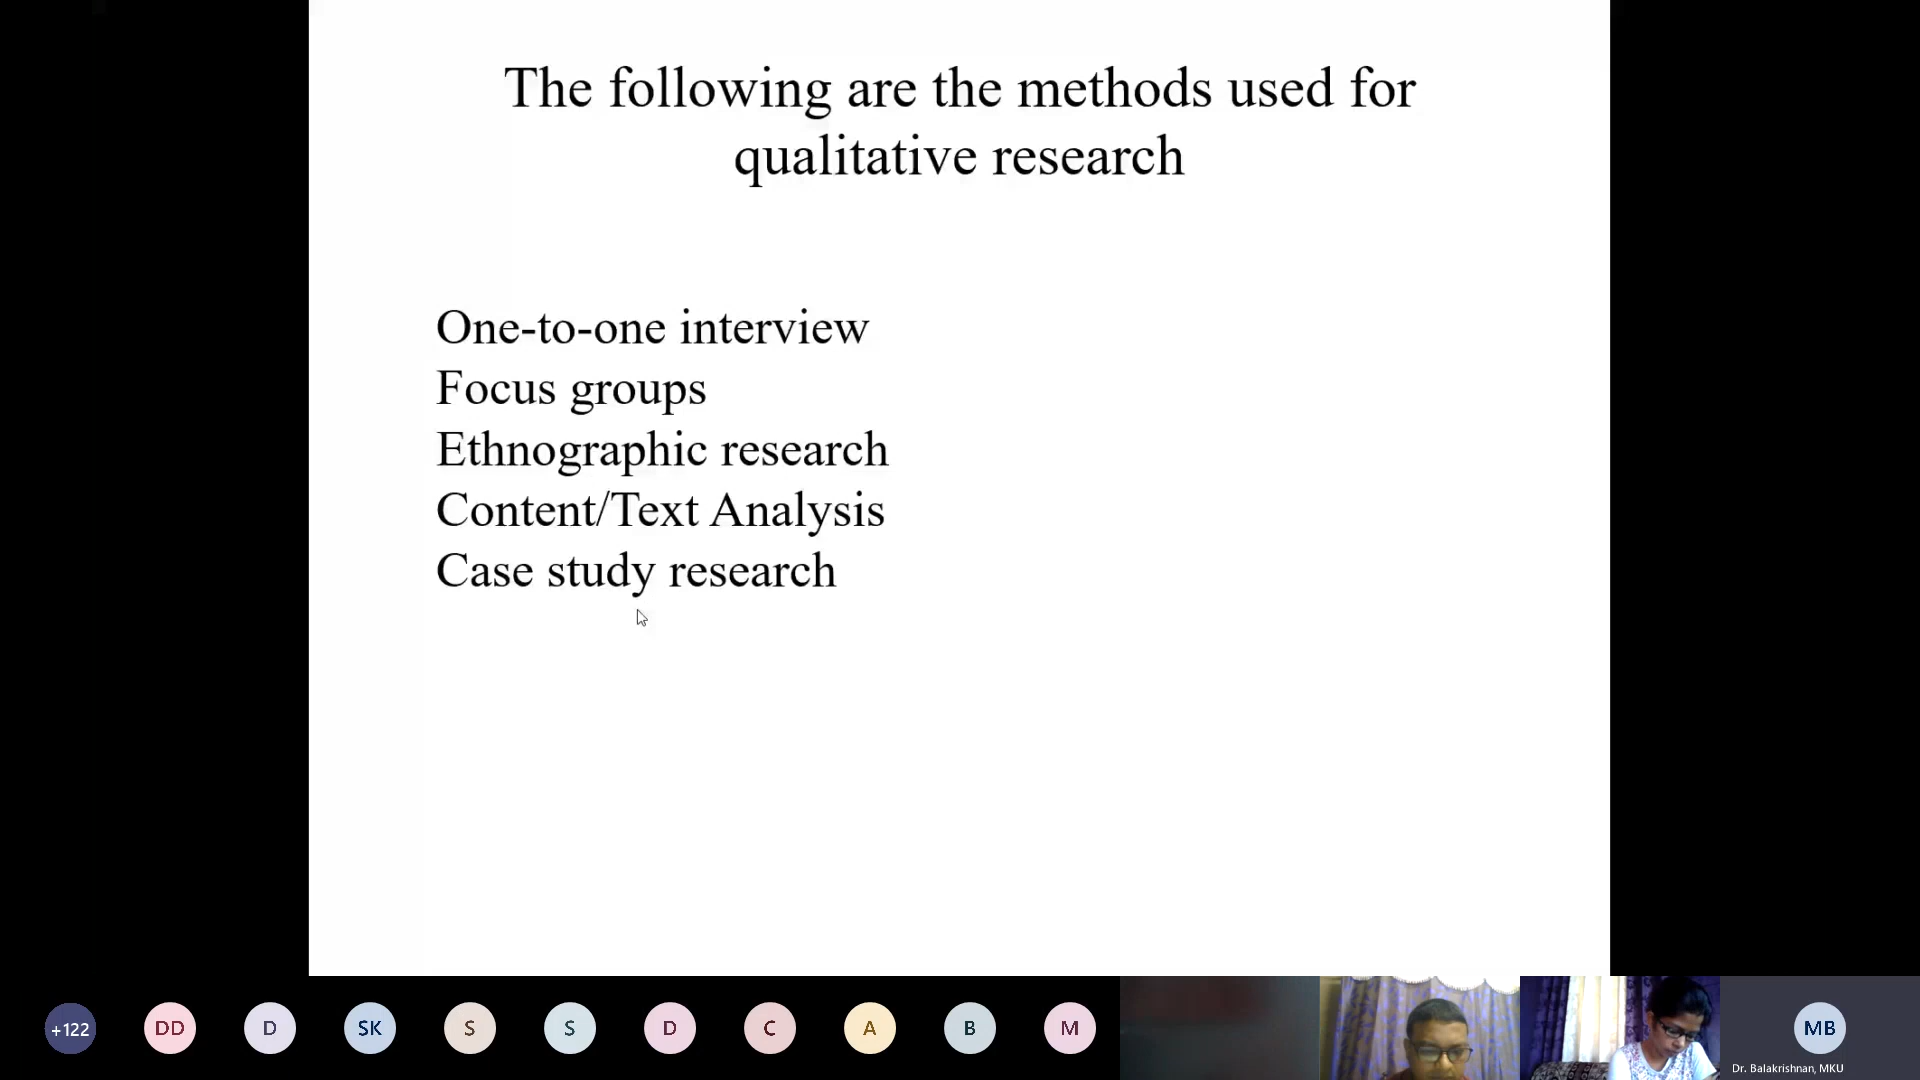 The following are the methods used for
qualitative research
One-to-one interview
Focus groups
Ethnographic research
Content/Text Analysis
Case study research
+122
DD
D
SK
S
S
D
C
A
B
M
MB
Dr. Balakrishnan, MKU